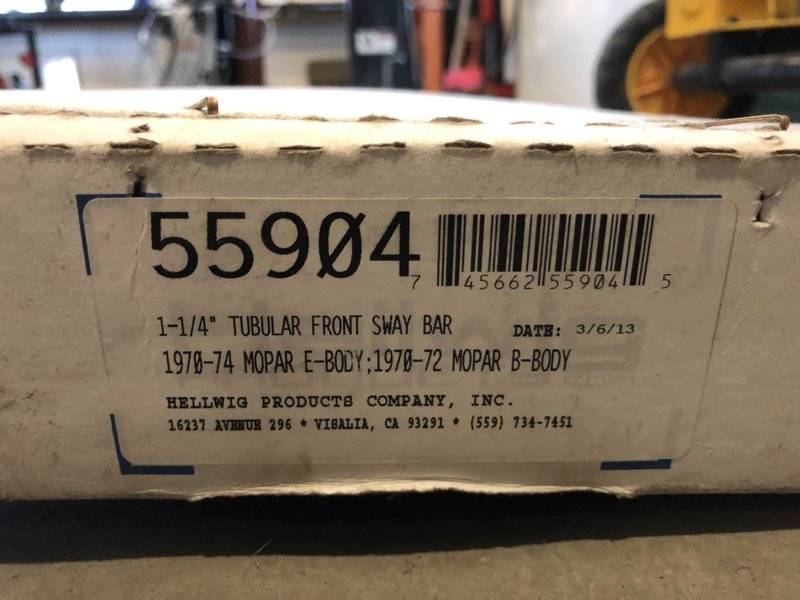 55904
7 45662 55904 5
1-1/4" TUBULAR FRONT SWAY BAR DATE: 3/6/13
1970-74 MOPAR E-BODY;1970-72 MOPAR B-BODY
HELLWIG PRODUCTS COMPANY, INC.
16237 AVENUE 296 * VISALIA, CA 93291 * (559) 734-7451